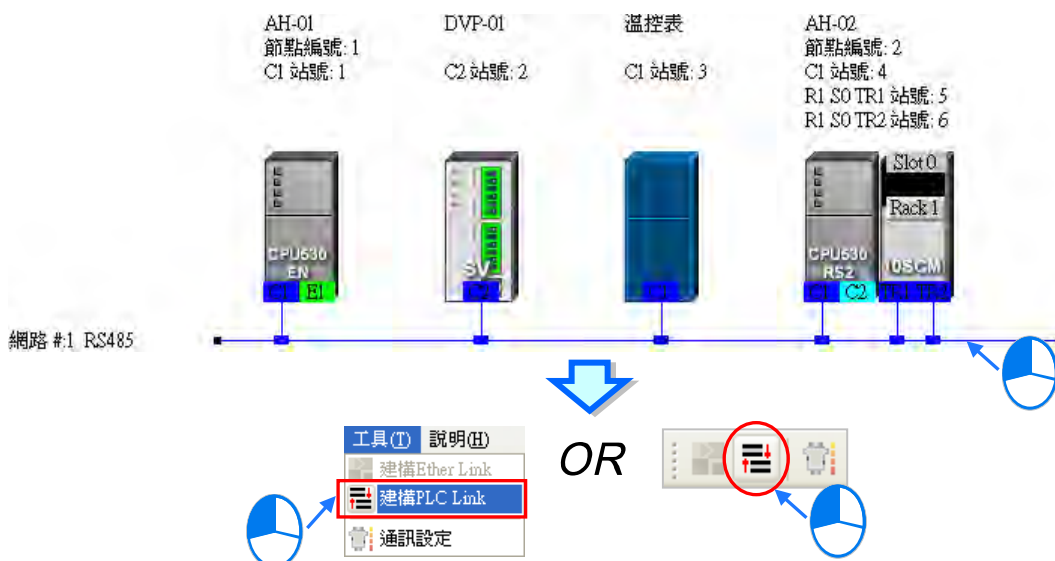 AH-01
節點編號: 1
C1 站號: 1
DVP-01
C2 站號: 2
溫控表
C1 站號: 3
AH-02
節點編號: 2
C1 站號: 4
R1 S0 TR1 站號: 5
R1 S0 TR2 站號: 6
CPU530
EN
C1 E1
SV_
C2
C1
CPU530
RS2
C1 C2
Slot 0
Rack 1
10SCM
TR1 TR2
網路 #:1 RS485
工具(T) 說明(H)
建構Ether Link
建構PLC Link
通訊設定
OR